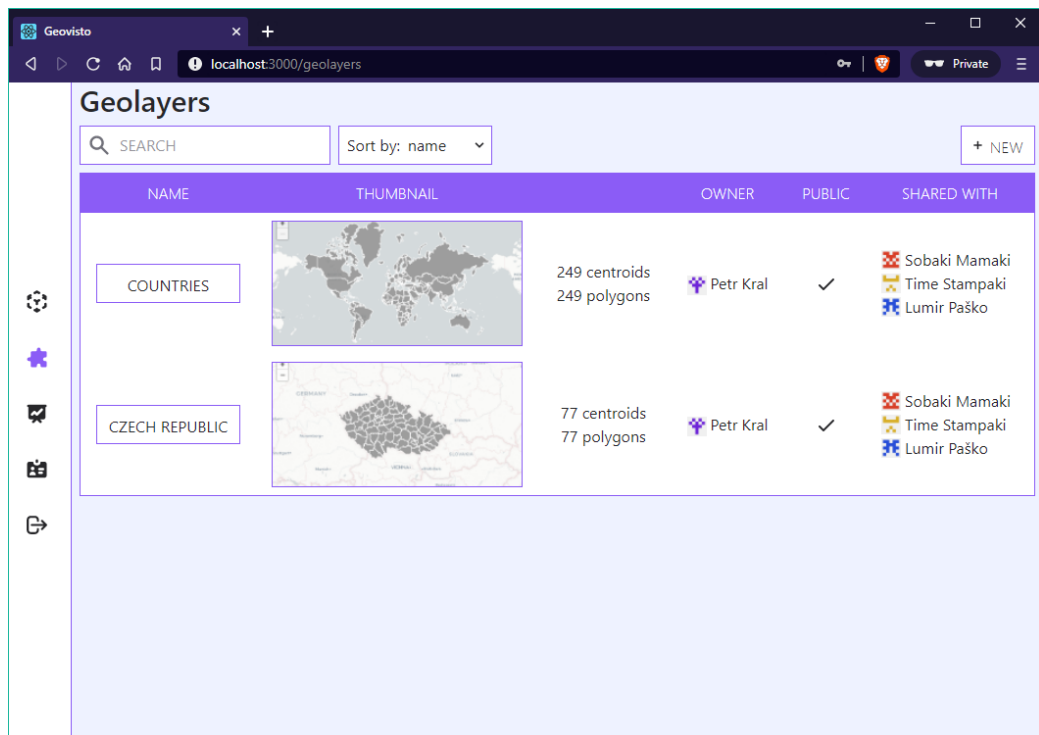 Geovisto
localhost:3000/geolayers
Private
Geolayers
SEARCH
Sort by: name
+ NEW
NAME THUMBNAIL OWNER PUBLIC SHARED WITH
COUNTRIES
249 centroids
249 polygons
Petr Kral
Sobaki Mamaki
Time Stampaki
Lumir Paško
CZECH REPUBLIC
GERMANY
VIENNA
77 centroids
77 polygons
Petr Kral
Sobaki Mamaki
Time Stampaki
Lumir Paško